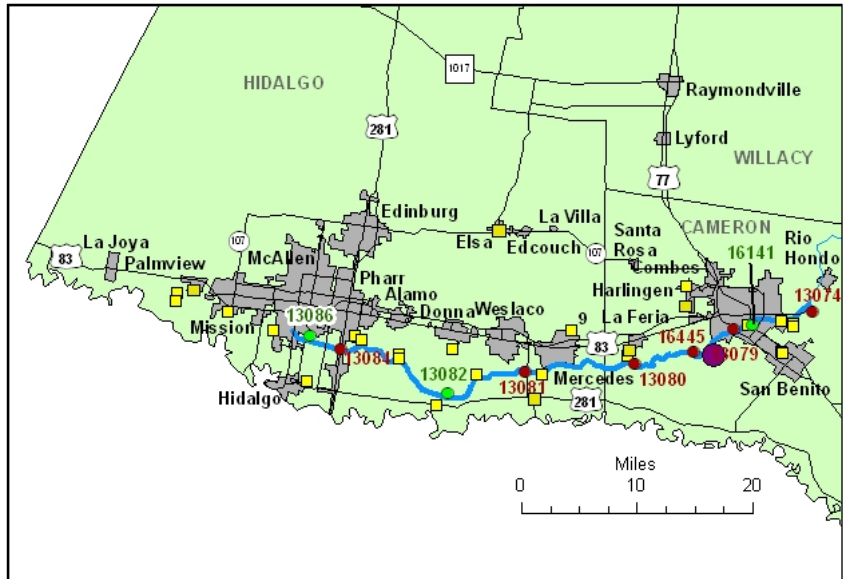 1017
HIDALGO
Raymondville
281
Lyford
WILLACY
77
Edinburg
La Villa
CAMERON
107
Elsa
Edcouch
Santa
Rosa
16141
Rio
Hondo
La Joya
83
Palmview
McAllen
107
Combes
Pharr
Harlingen
13074
Alamo
Donna
Weslaco
9
La Feria
13086
Mission
16445
83
13084
13079
13082
13081
Mercedes
13080
San Benito
Hidalgo
281
Miles
0 10 20